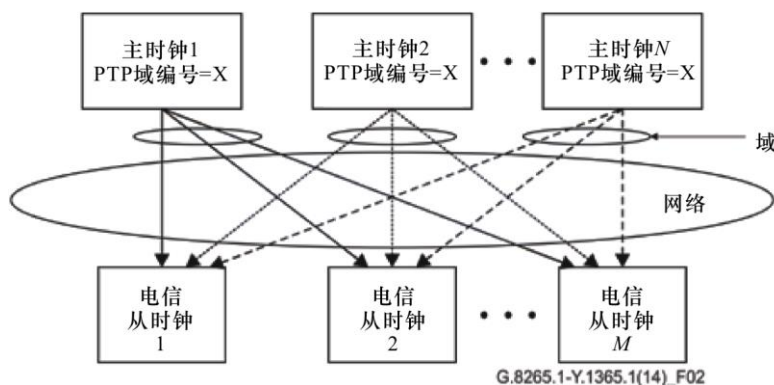 主时钟1
PTP域编号=X
主时钟2
PTP域编号=X
主时钟N
PTP域编号=X
域
网络
电信
从时钟
1
电信
从时钟
2
电信
从时钟
M
G.8265.1-Y.1365.1(14)_F02